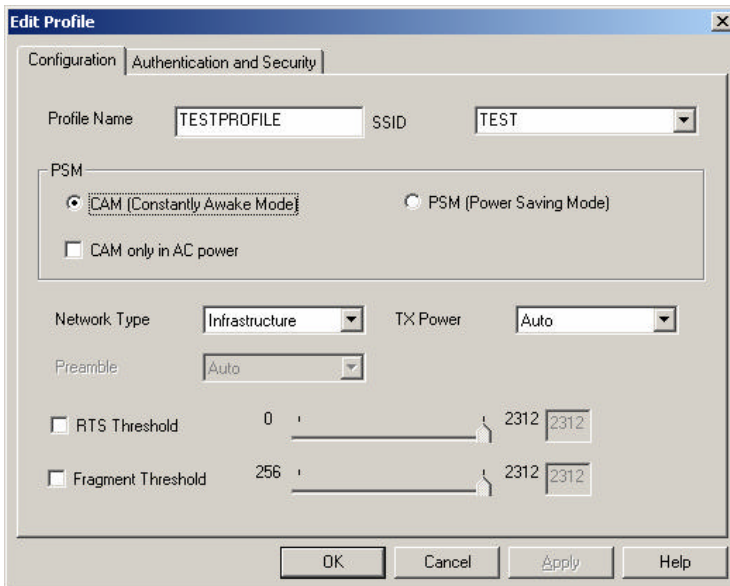 Edit Profile
Configuration Authentication and Security
Profile Name TESTPROFILE SSID TEST
PSM
CAM (Constantly Awake Mode) PSM (Power Saving Mode)
CAM only in AC power
Network Type Infrastructure TX Power Auto
Preamble Auto
RTS Threshold 0 2312 2312
Fragment Threshold 256 2312 2312
OK Cancel Apply Help